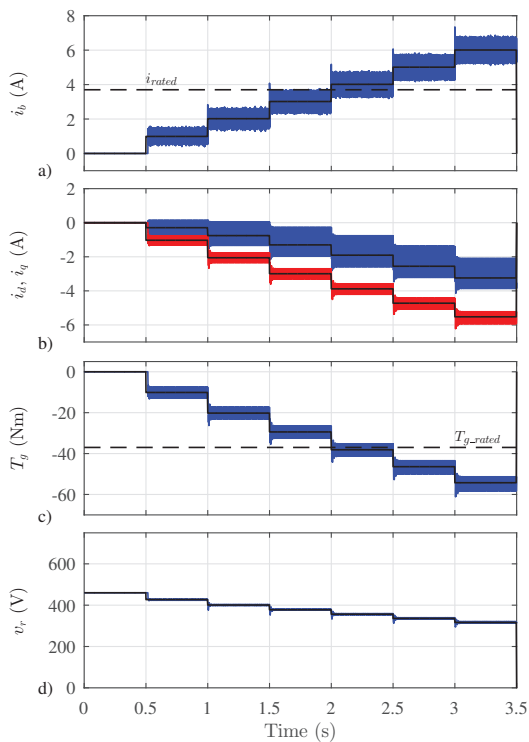 8
6
4
2
0
i_b (A)
i_rated
a)
2
0
-2
-4
-6
i_d, i_q (A)
b)
0
-20
-40
-60
T_g (Nm)
T_g_rated
c)
600
400
200
0
v_r (V)
d)
0 0.5 1 1.5 2 2.5 3 3.5
Time (s)